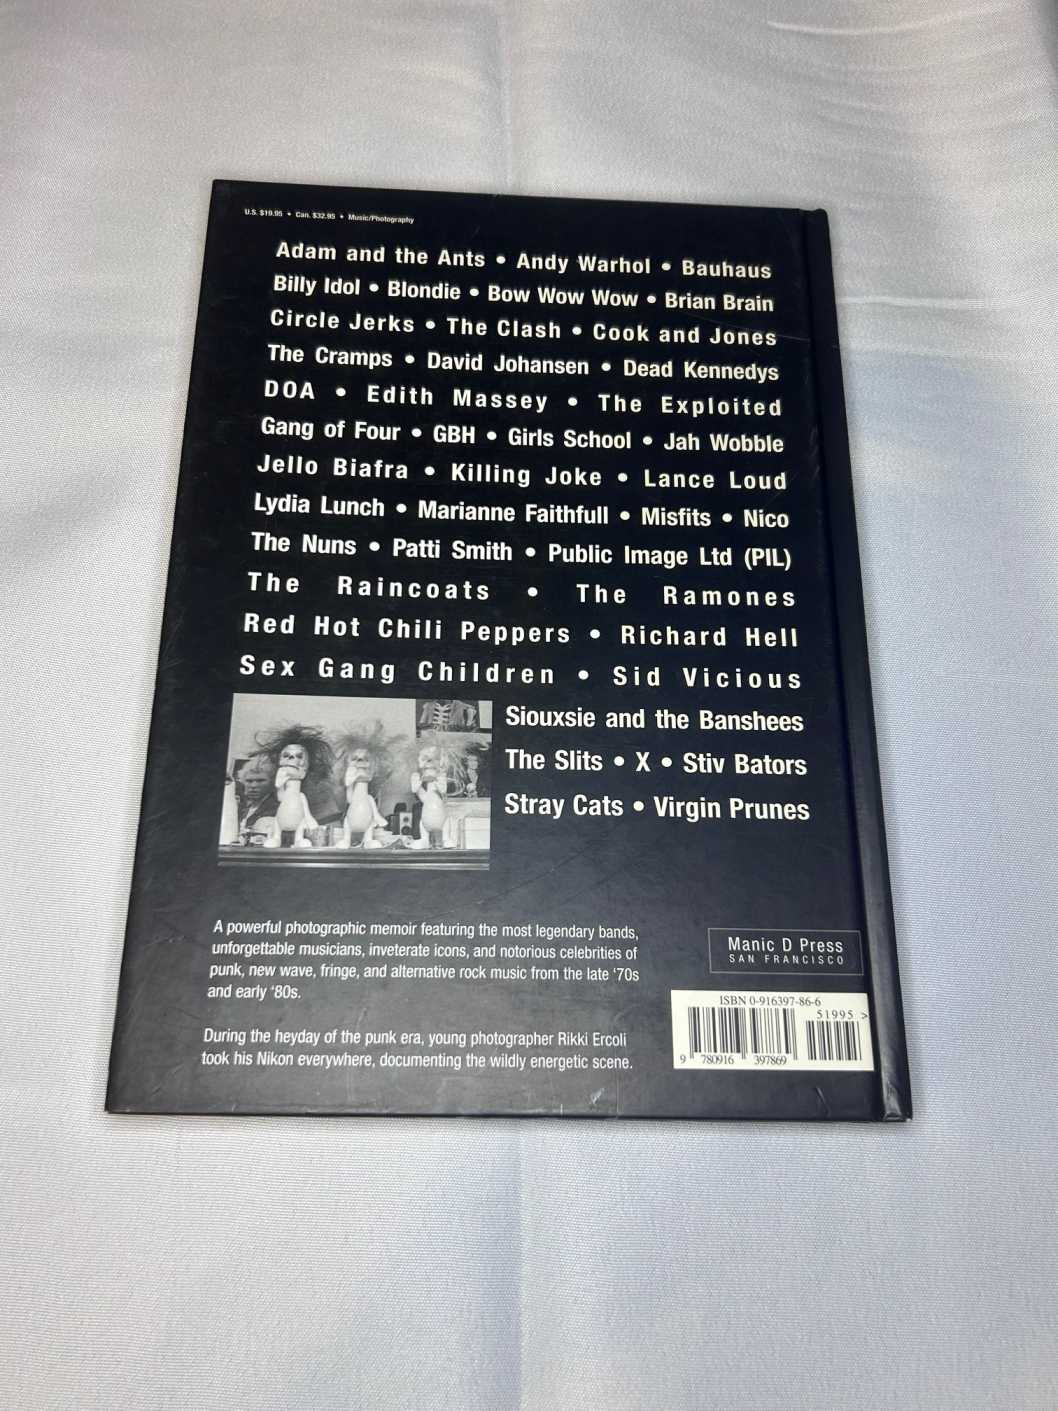 U.S. $19.95 • Can. $32.95 • Music/Photography
Adam and the Ants • Andy Warhol • Bauhaus
Billy Idol • Blondie • Bow Wow Wow • Brian Brain
Circle Jerks • The Clash • Cook and Jones
The Cramps • David Johansen • Dead Kennedys
DOA • Edith Massey • The Exploited
Gang of Four • GBH • Girls School • Jah Wobble
Jello Biafra • Killing Joke • Lance Loud
Lydia Lunch • Marianne Faithfull • Misfits • Nico
The Nuns • Patti Smith • Public Image Ltd (PIL)
The Raincoats • The Ramones
Red Hot Chili Peppers • Richard Hell
Sex Gang Children • Sid Vicious
Siouxsie and the Banshees
The Slits • X • Stiv Bators
Stray Cats • Virgin Prunes
A powerful photographic memoir featuring the most legendary bands,
unforgettable musicians, inveterate icons, and notorious celebrities of
punk, new wave, fringe, and alternative rock music from the late '70s
and early '80s.
During the heyday of the punk era, young photographer Rikki Ercoli
took his Nikon everywhere, documenting the wildly energetic scene.
Manic D Press
SAN FRANCISCO
ISBN 0-916397-86-6
51995 >
9 780916 397869